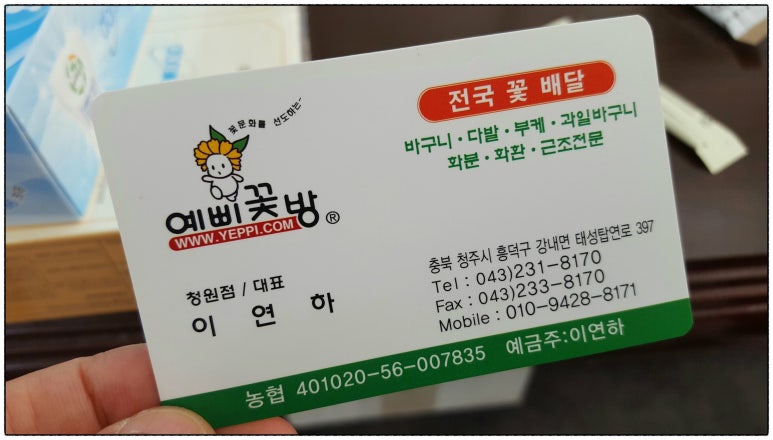 전국 꽃 배달
바구니·다발·부케·과일바구니
화분·화환·근조전문
꽃문화를 선도하는~
예삐꽃방®
WWW.YEPPI.COM
청원점 / 대표
이 연 하
충북 청주시 흥덕구 강내면 태성탑연로 397
Tel : 043)231-8170
Fax : 043)233-8170
Mobile : 010-9428-8171
농협 401020-56-007835 예금주:이연하